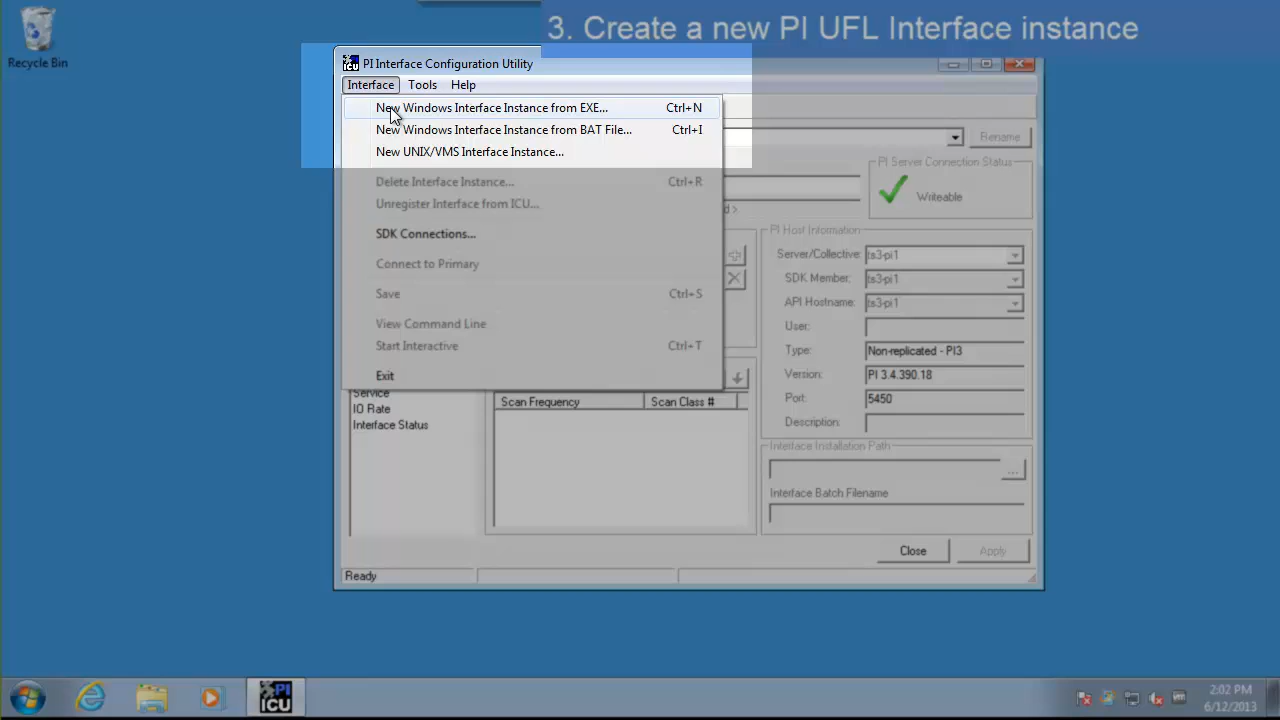 3. Create a new PI UFL Interface instance
Recycle Bin
PI ICU
PI Interface Configuration Utility
Interface Tools Help
New Windows Interface Instance from EXE... Ctrl+N
New Windows Interface Instance from BAT File... Ctrl+I
New UNIX/VMS Interface Instance...
Delete Interface Instance... Ctrl+R
Unregister Interface from ICU...
SDK Connections...
Connect to Primary
Save Ctrl+S
View Command Line
Start Interactive Ctrl+T
Exit
Rename
PI Server Connection Status
Writeable
d >
PI Host Information
Server/Collective: ts3-pi1
SDK Member: ts3-pi1
API Hostname: ts3-pi1
User:
Type: Non-replicated - PI3
Version: PI 3.4.390.18
Port: 5450
Description:
Service
IO Rate
Interface Status
Scan Frequency Scan Class #
Interface Installation Path
...
Interface Batch Filename
Close Apply
Ready
PI
ICU
2:02 PM
6/12/2013